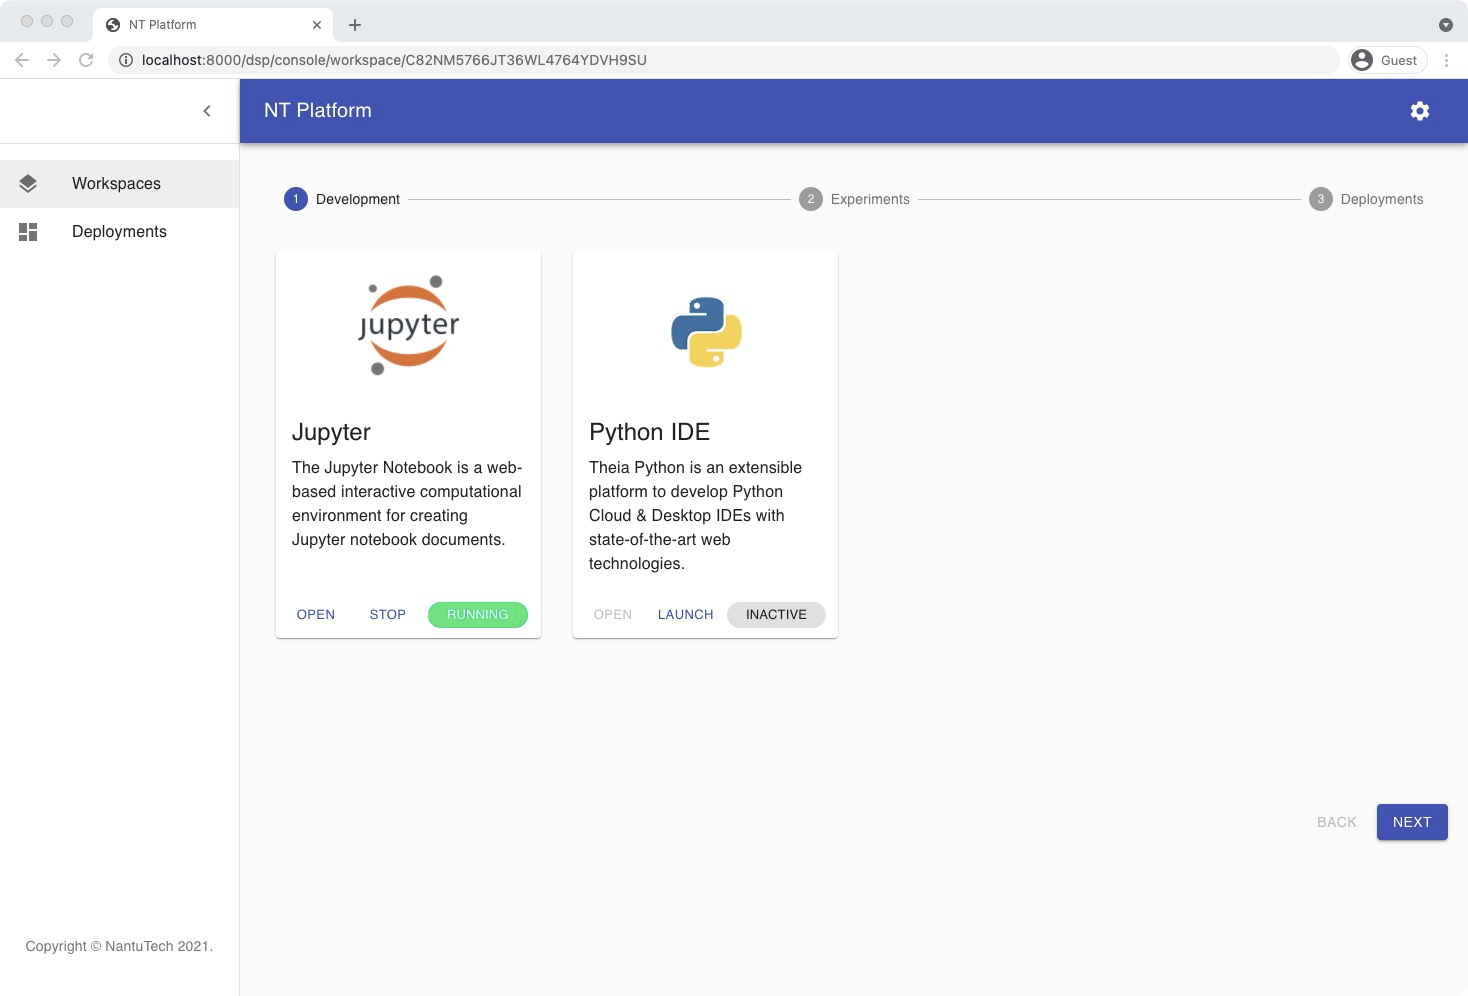 NT Platform
localhost:8000/dsp/console/workspace/C82NM5766JT36WL4764YDVH9SU
Guest
NT Platform
Workspaces
Deployments
1 Development
2 Experiments
3 Deployments
jupyter
Jupyter
The Jupyter Notebook is a web-
based interactive computational
environment for creating
Jupyter notebook documents.
OPEN STOP RUNNING
Python IDE
Theia Python is an extensible
platform to develop Python
Cloud & Desktop IDEs with
state-of-the-art web
technologies.
OPEN LAUNCH INACTIVE
BACK NEXT
Copyright © NantuTech 2021.